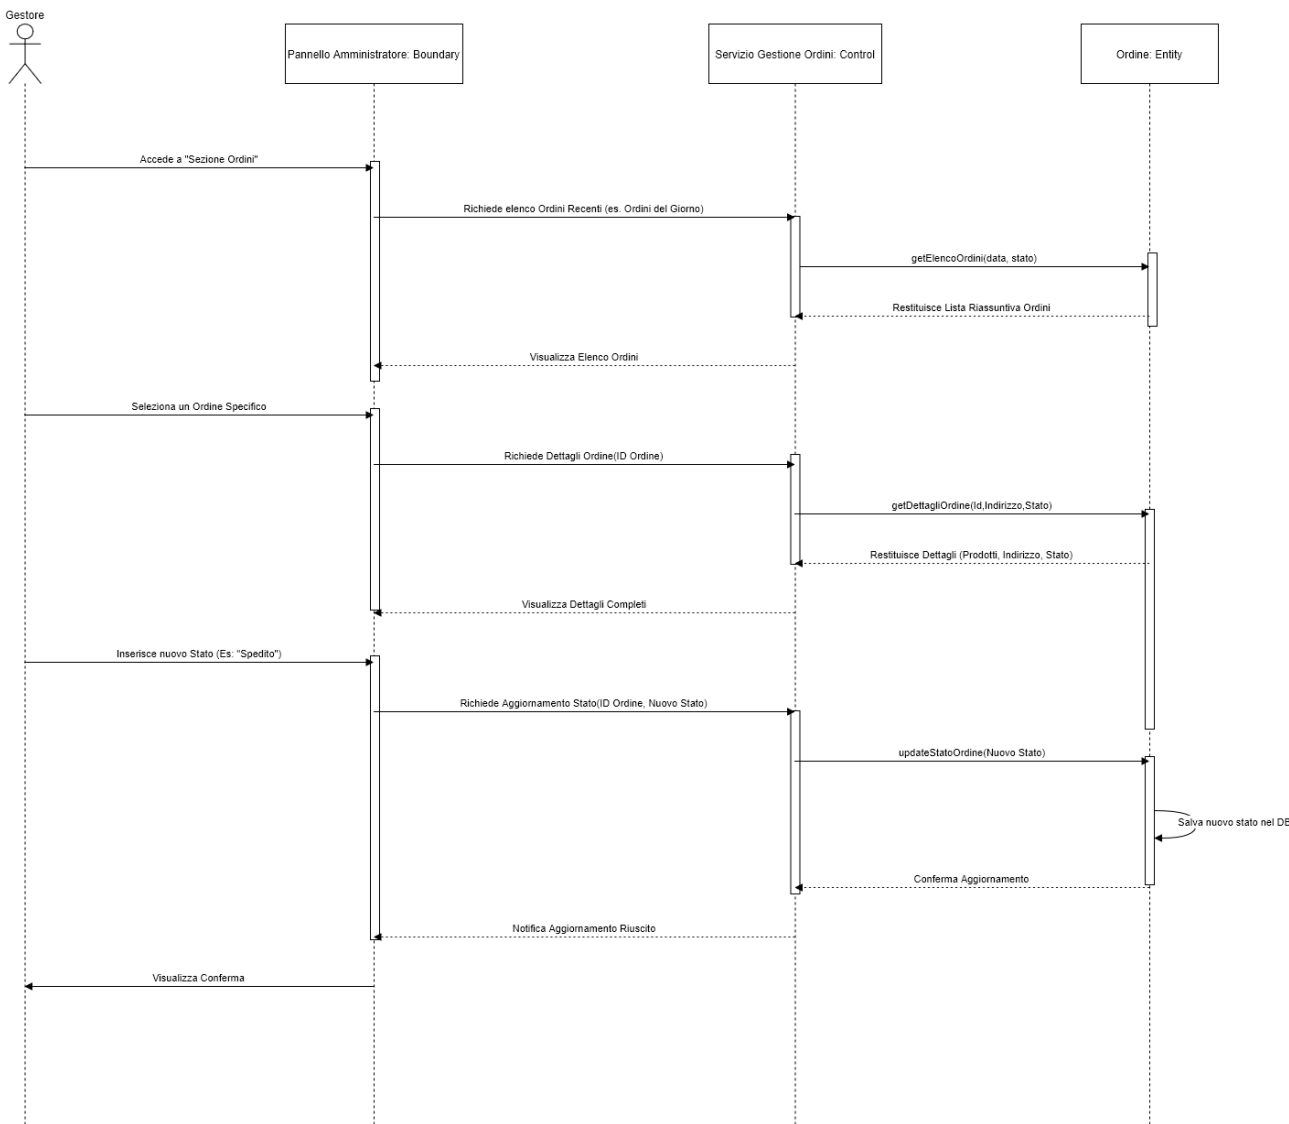 Gestore
Pannello Amministratore: Boundary
Servizio Gestione Ordini: Control
Ordine: Entity
Accede a "Sezione Ordini"
Richiede elenco Ordini Recenti (es. Ordini del Giorno)
getElencoOrdini(data, stato)
Restituisce Lista Riassuntiva Ordini
Visualizza Elenco Ordini
Seleziona un Ordine Specifico
Richiede Dettagli Ordine(ID Ordine)
getDettagliOrdine(Id,Indirizzo,Stato)
Restituisce Dettagli (Prodotti, Indirizzo, Stato)
Visualizza Dettagli Completi
Inserisce nuovo Stato (Es: "Spedito")
Richiede Aggiornamento Stato(ID Ordine, Nuovo Stato)
updateStatoOrdine(Nuovo Stato)
Salva nuovo stato nel DB
Conferma Aggiornamento
Notifica Aggiornamento Riuscito
Visualizza Conferma